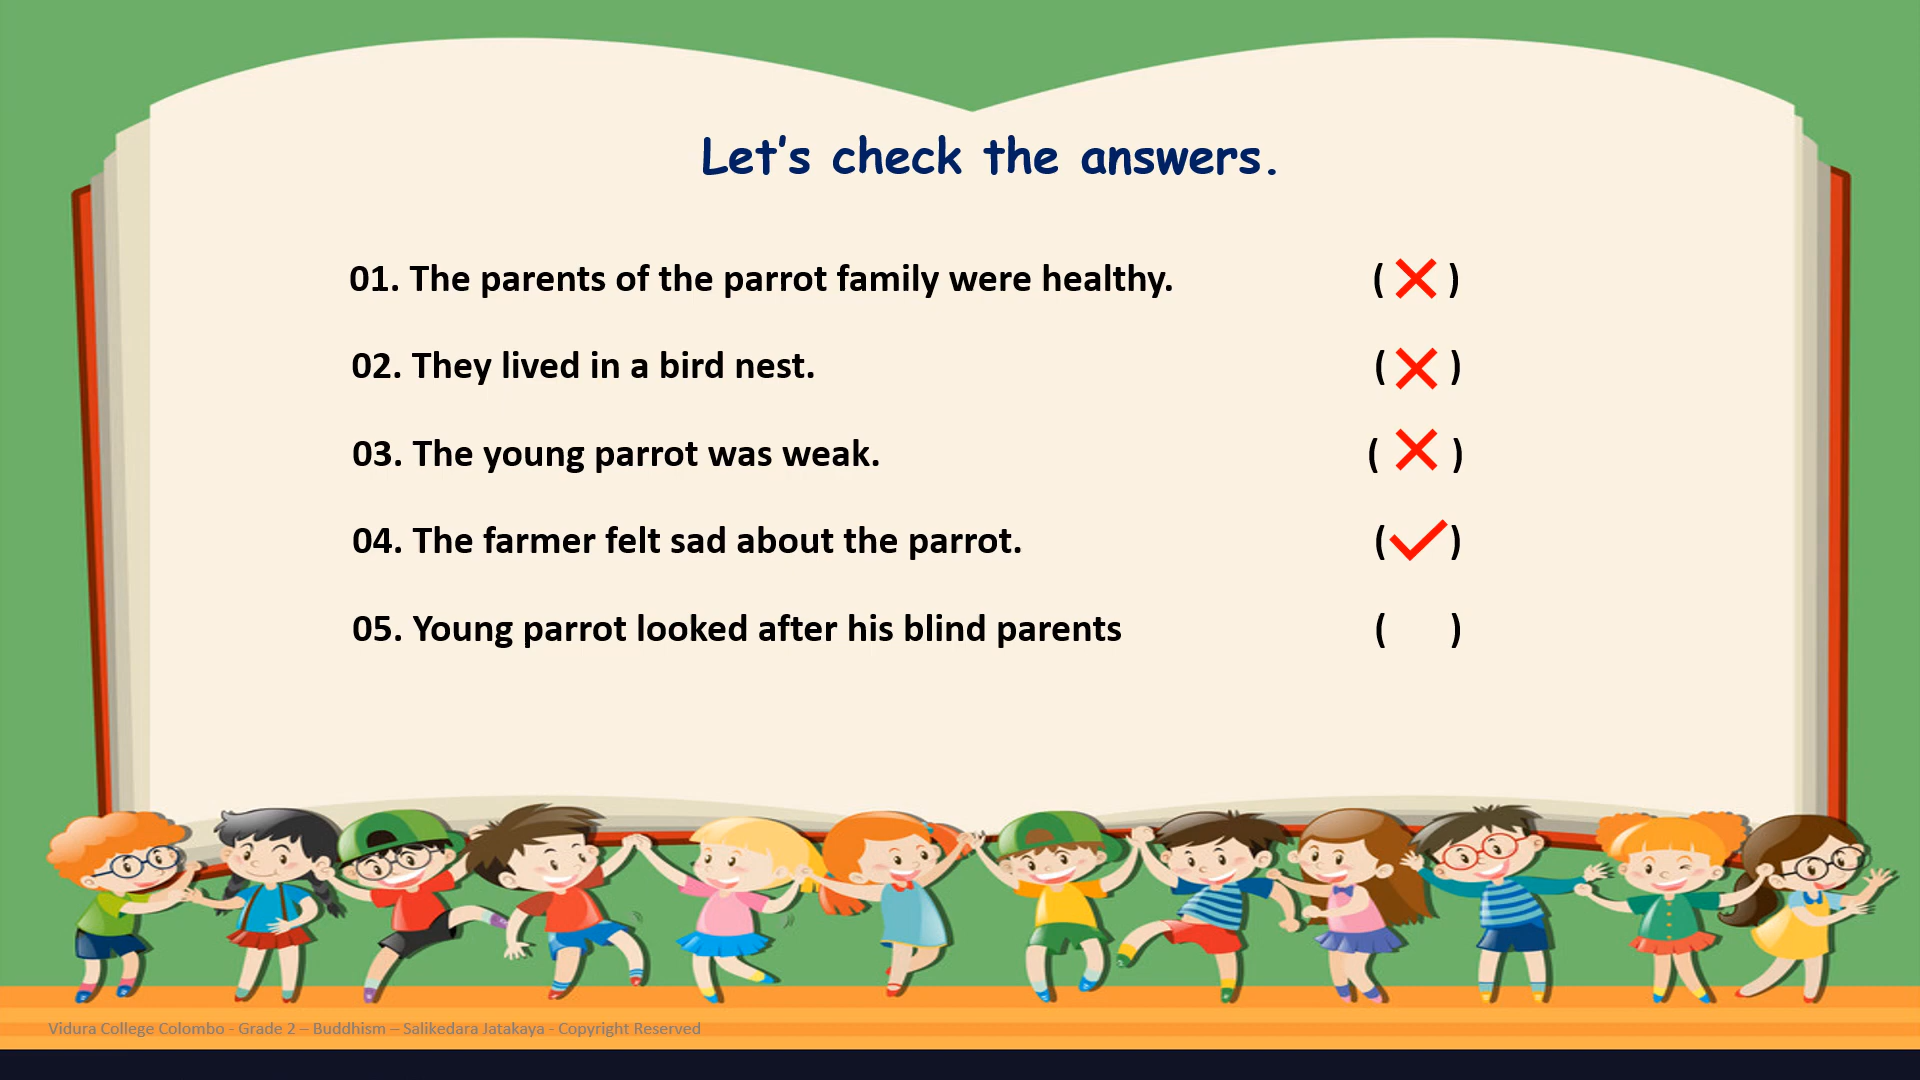 Let's check the answers.
01. The parents of the parrot family were healthy. ( ❌ )
02. They lived in a bird nest. ( ❌ )
03. The young parrot was weak. ( ❌ )
04. The farmer felt sad about the parrot. (✓)
05. Young parrot looked after his blind parents ( )
Vidura College Colombo - Grade 2 – Buddhism – Salikedara Jatakaya - Copyright Reserved